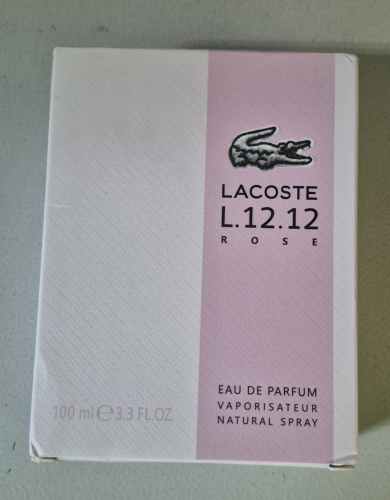 LACOSTE
L.12.12
ROSE
EAU DE PARFUM
VAPORISATEUR
NATURAL SPRAY
100 ml ℮ 3.3 FL.OZ.